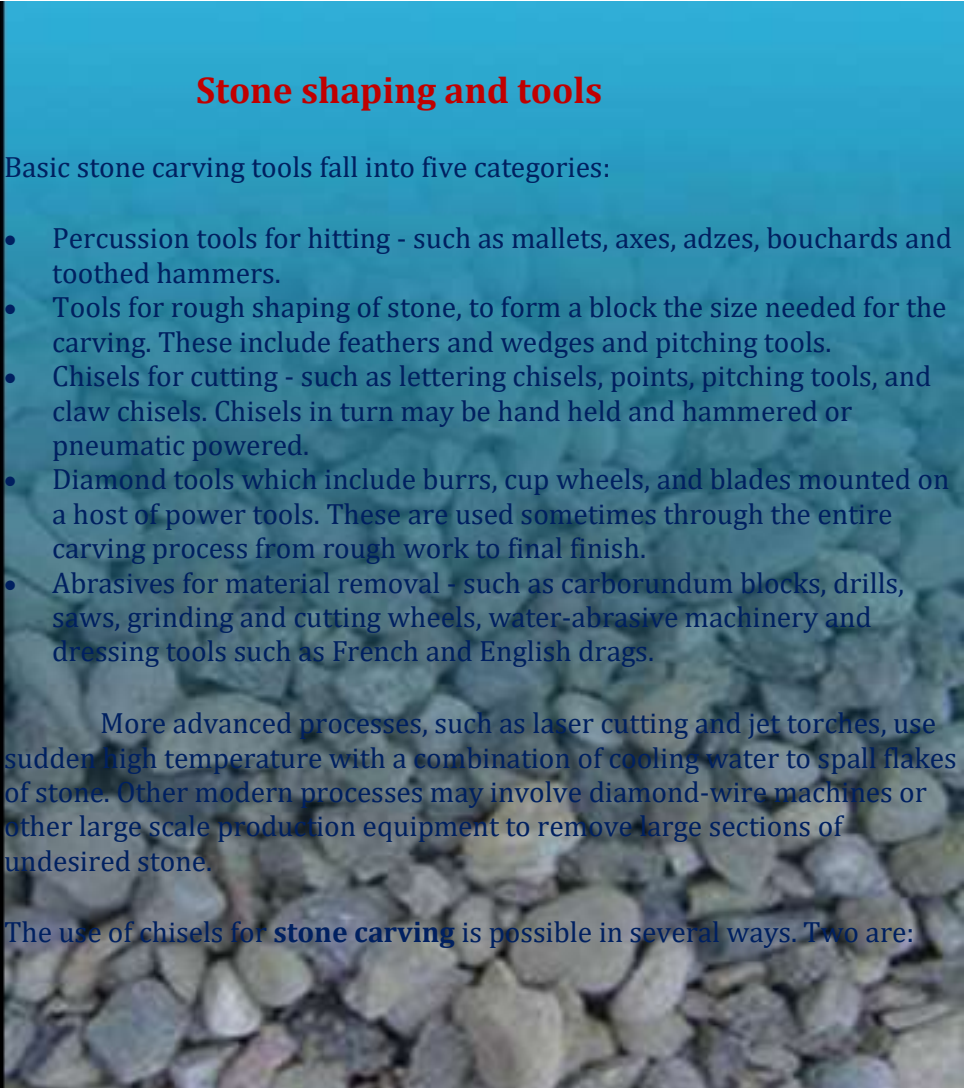 Stone shaping and tools
Basic stone carving tools fall into five categories:
• Percussion tools for hitting - such as mallets, axes, adzes, bouchards and
toothed hammers.
• Tools for rough shaping of stone, to form a block the size needed for the
carving. These include feathers and wedges and pitching tools.
• Chisels for cutting - such as lettering chisels, points, pitching tools, and
claw chisels. Chisels in turn may be hand held and hammered or
pneumatic powered.
• Diamond tools which include burrs, cup wheels, and blades mounted on
a host of power tools. These are used sometimes through the entire
carving process from rough work to final finish.
• Abrasives for material removal - such as carborundum blocks, drills,
saws, grinding and cutting wheels, water-abrasive machinery and
dressing tools such as French and English drags.
More advanced processes, such as laser cutting and jet torches, use
sudden high temperature with a combination of cooling water to spall flakes
of stone. Other modern processes may involve diamond-wire machines or
other large scale production equipment to remove large sections of
undesired stone.
The use of chisels for stone carving is possible in several ways. Two are: